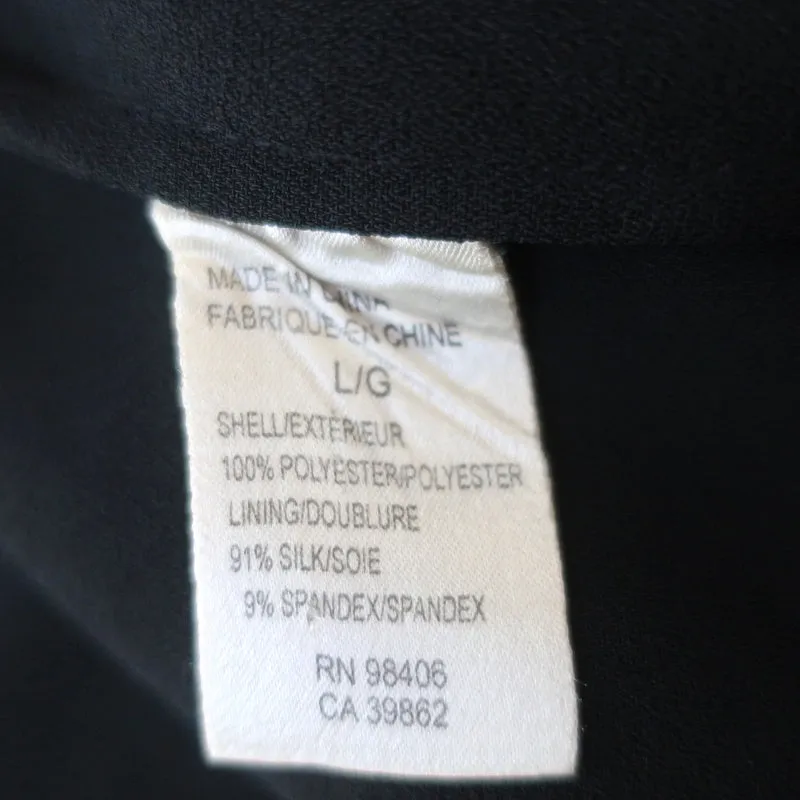 MADE IN CHINA
FABRIQUE EN CHINE
L/G
SHELL/EXTÉRIEUR
100% POLYESTER/POLYESTER
LINING/DOUBLURE
91% SILK/SOIE
9% SPANDEX/SPANDEX
RN 98406
CA 39862